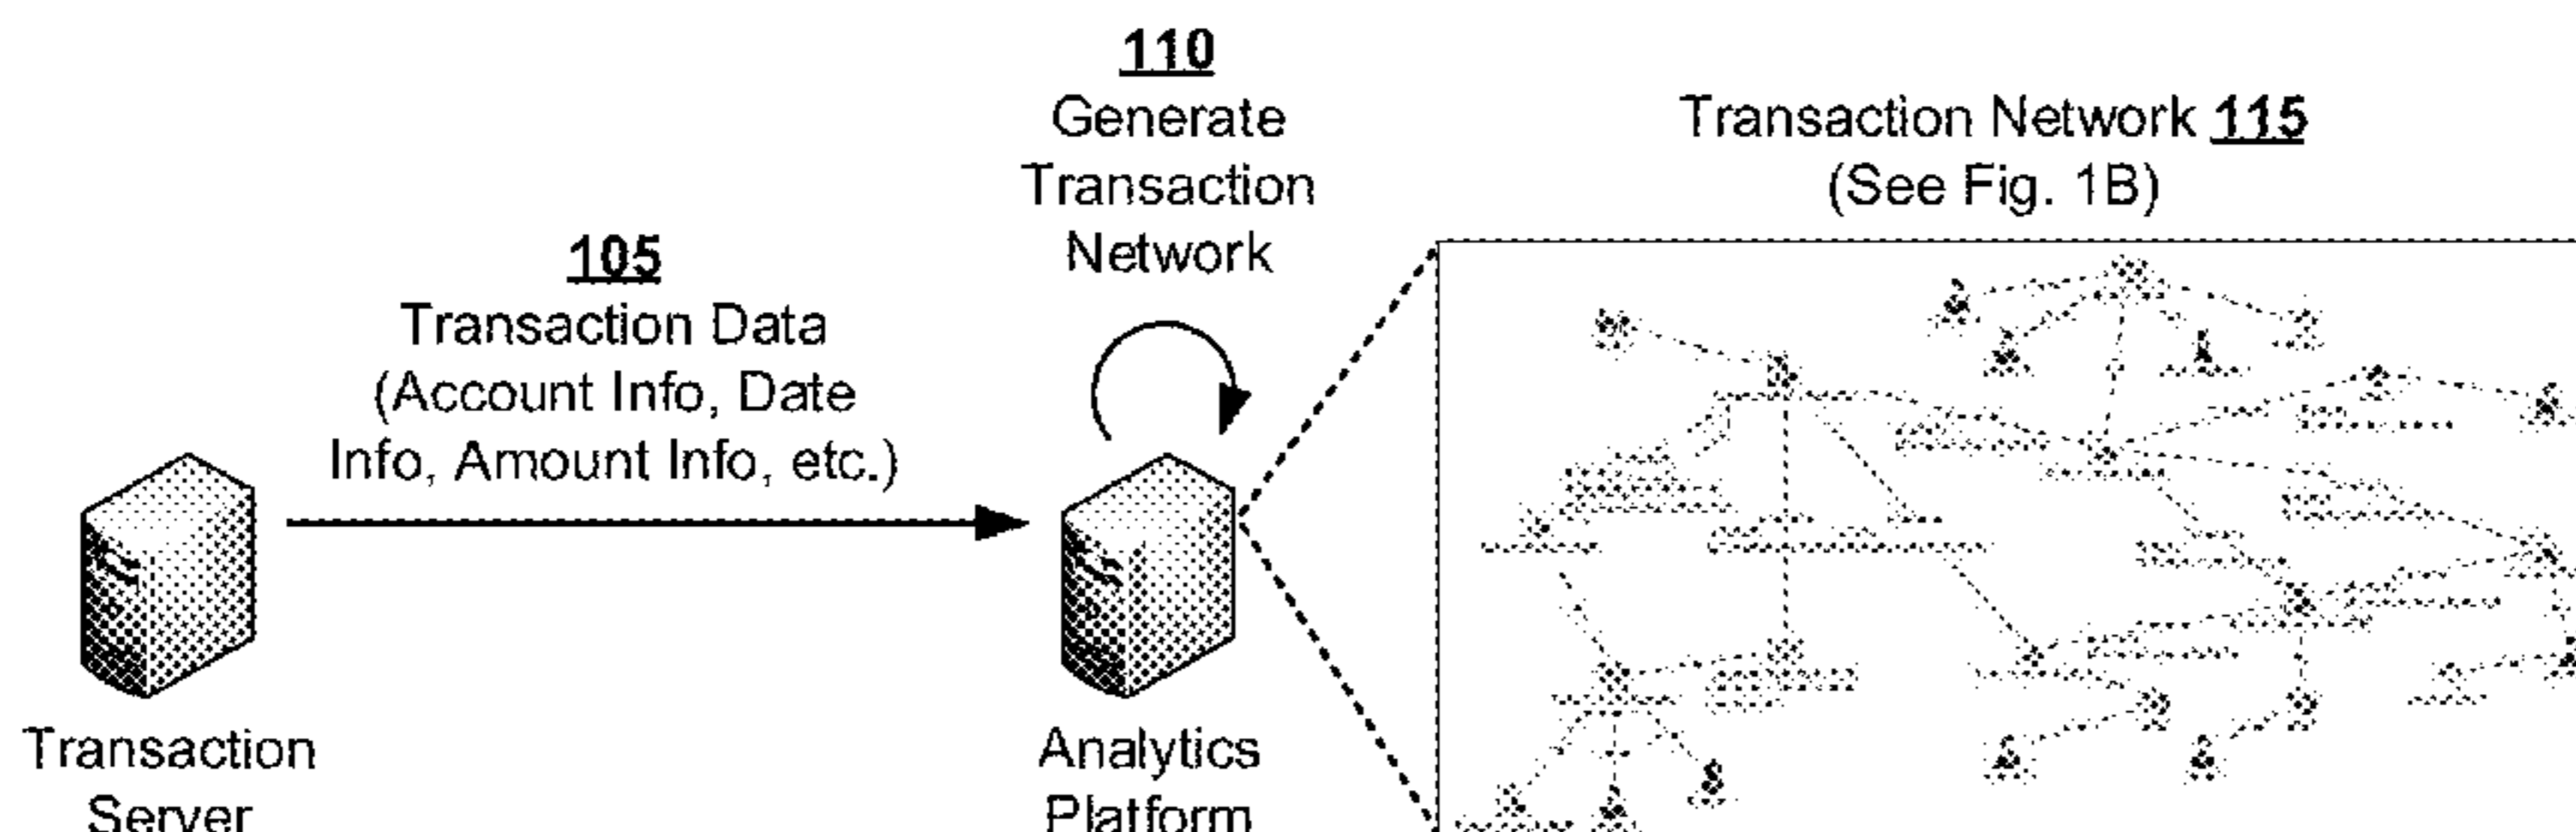 110
Generate
Transaction
Network
Transaction Network 115
(See Fig. 1B)
105
Transaction Data
(Account Info, Date
Info, Amount Info, etc.)
Transaction
Server
Analytics
Platform